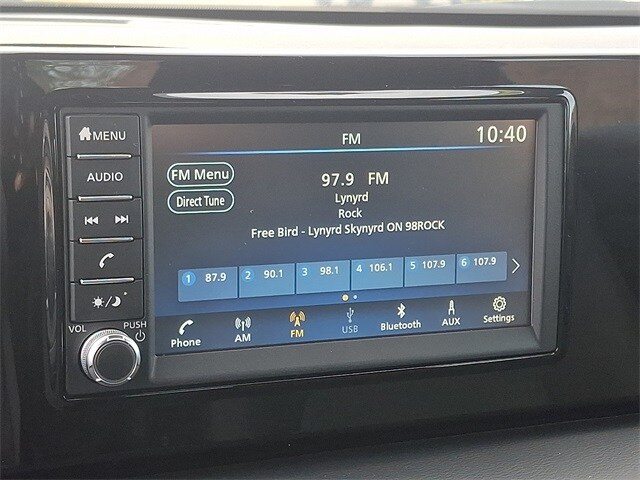 MENU
AUDIO
VOL
PUSH
FM
10:40
FM Menu
Direct Tune
97.9 FM
Lynyrd
Rock
Free Bird - Lynyrd Skynyrd ON 98ROCK
1 87.9
2 90.1
3 98.1
4 106.1
5 107.9
6 107.9
Phone
AM
FM
USB
Bluetooth
AUX
Settings